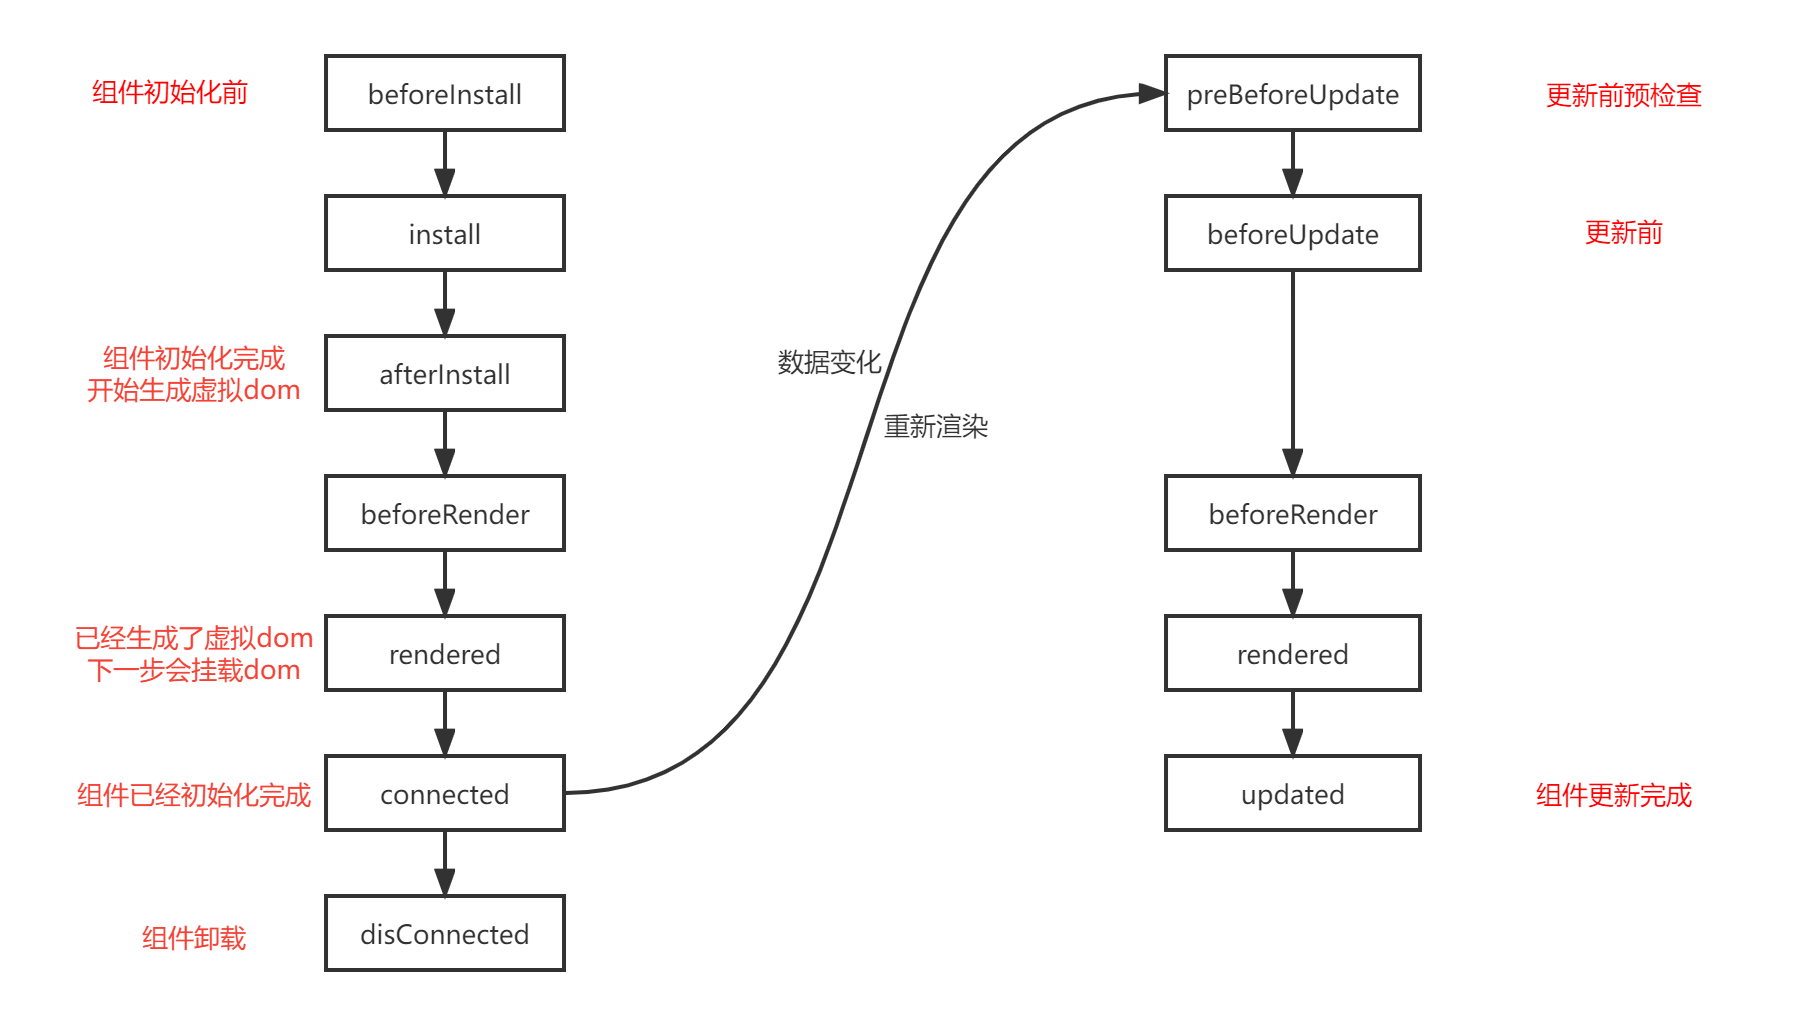 组件初始化前
beforeInstall
install
组件初始化完成
开始生成虚拟dom
afterInstall
beforeRender
已经生成了虚拟dom
下一步会挂载dom
rendered
组件已经初始化完成
connected
组件卸载
disConnected
数据变化
重新渲染
preBeforeUpdate
更新前预检查
beforeUpdate
更新前
beforeRender
rendered
updated
组件更新完成